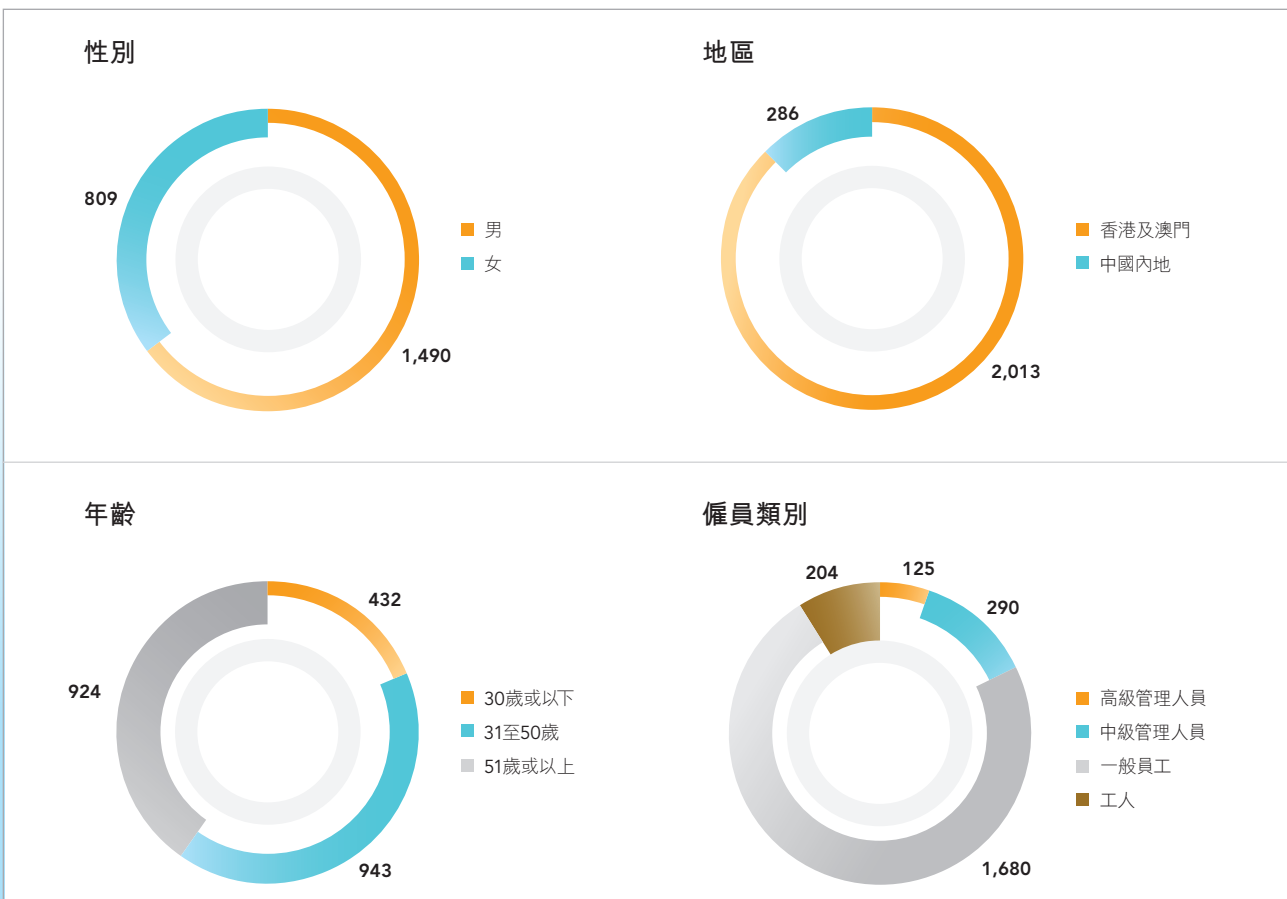 性別
809
1,490
男
女
地區
286
2,013
香港及澳門
中國內地
年齡
432
924
943
30歲或以下
31至50歲
51歲或以上
僱員類別
204
125
290
1,680
高級管理人員
中級管理人員
一般員工
工人